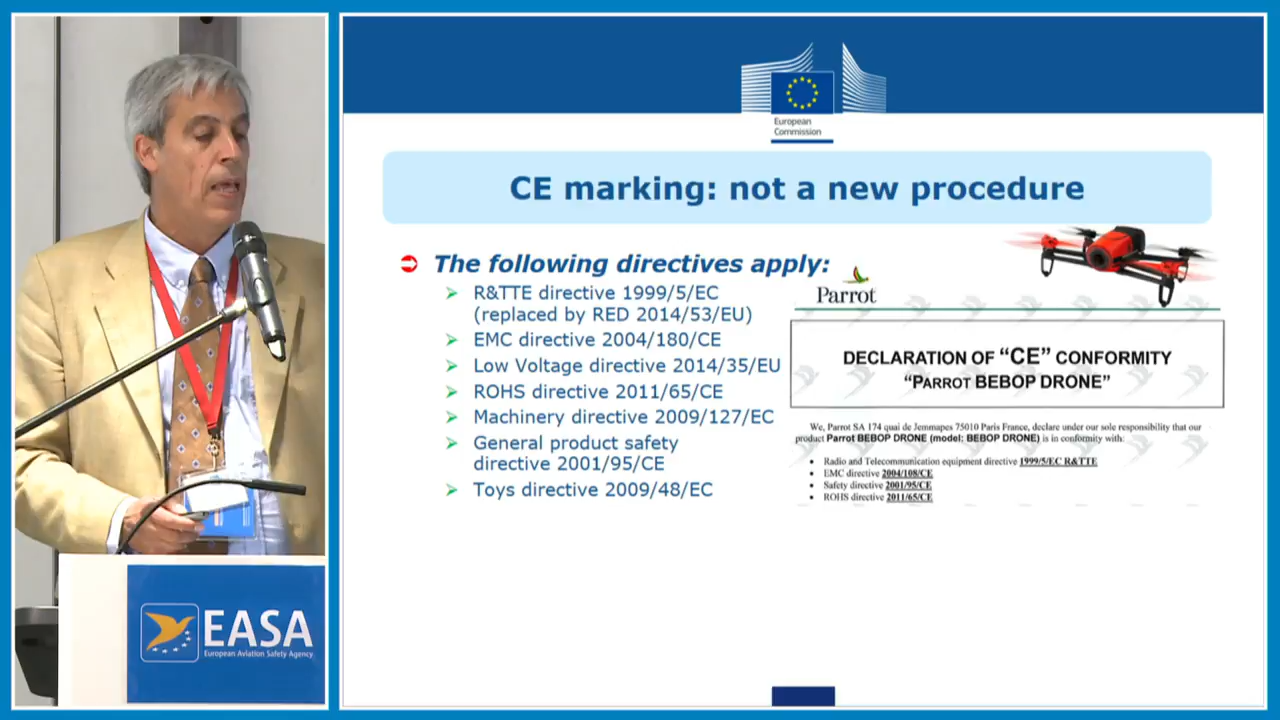 European
Commission
CE marking: not a new procedure
The following directives apply:
R&TTE directive 1999/5/EC
(replaced by RED 2014/53/EU)
EMC directive 2004/180/CE
Low Voltage directive 2014/35/EU
ROHS directive 2011/65/CE
Machinery directive 2009/127/EC
General product safety
directive 2001/95/CE
Toys directive 2009/48/EC
Parrot
DECLARATION OF “CE” CONFORMITY
“PARROT BEBOP DRONE”
We, Parrot SA 174 quai de Jemmapes 75010 Paris France, declare under our sole responsibility that our
product Parrot BEBOP DRONE (model: BEBOP DRONE) is in conformity with:
• Radio and Telecommunication equipment directive 1999/5/EC R&TTE
• EMC directive 2004/108/CE
• Safety directive 2001/95/CE
• ROHS directive 2011/65/CE
EASA
European Aviation Safety Agency